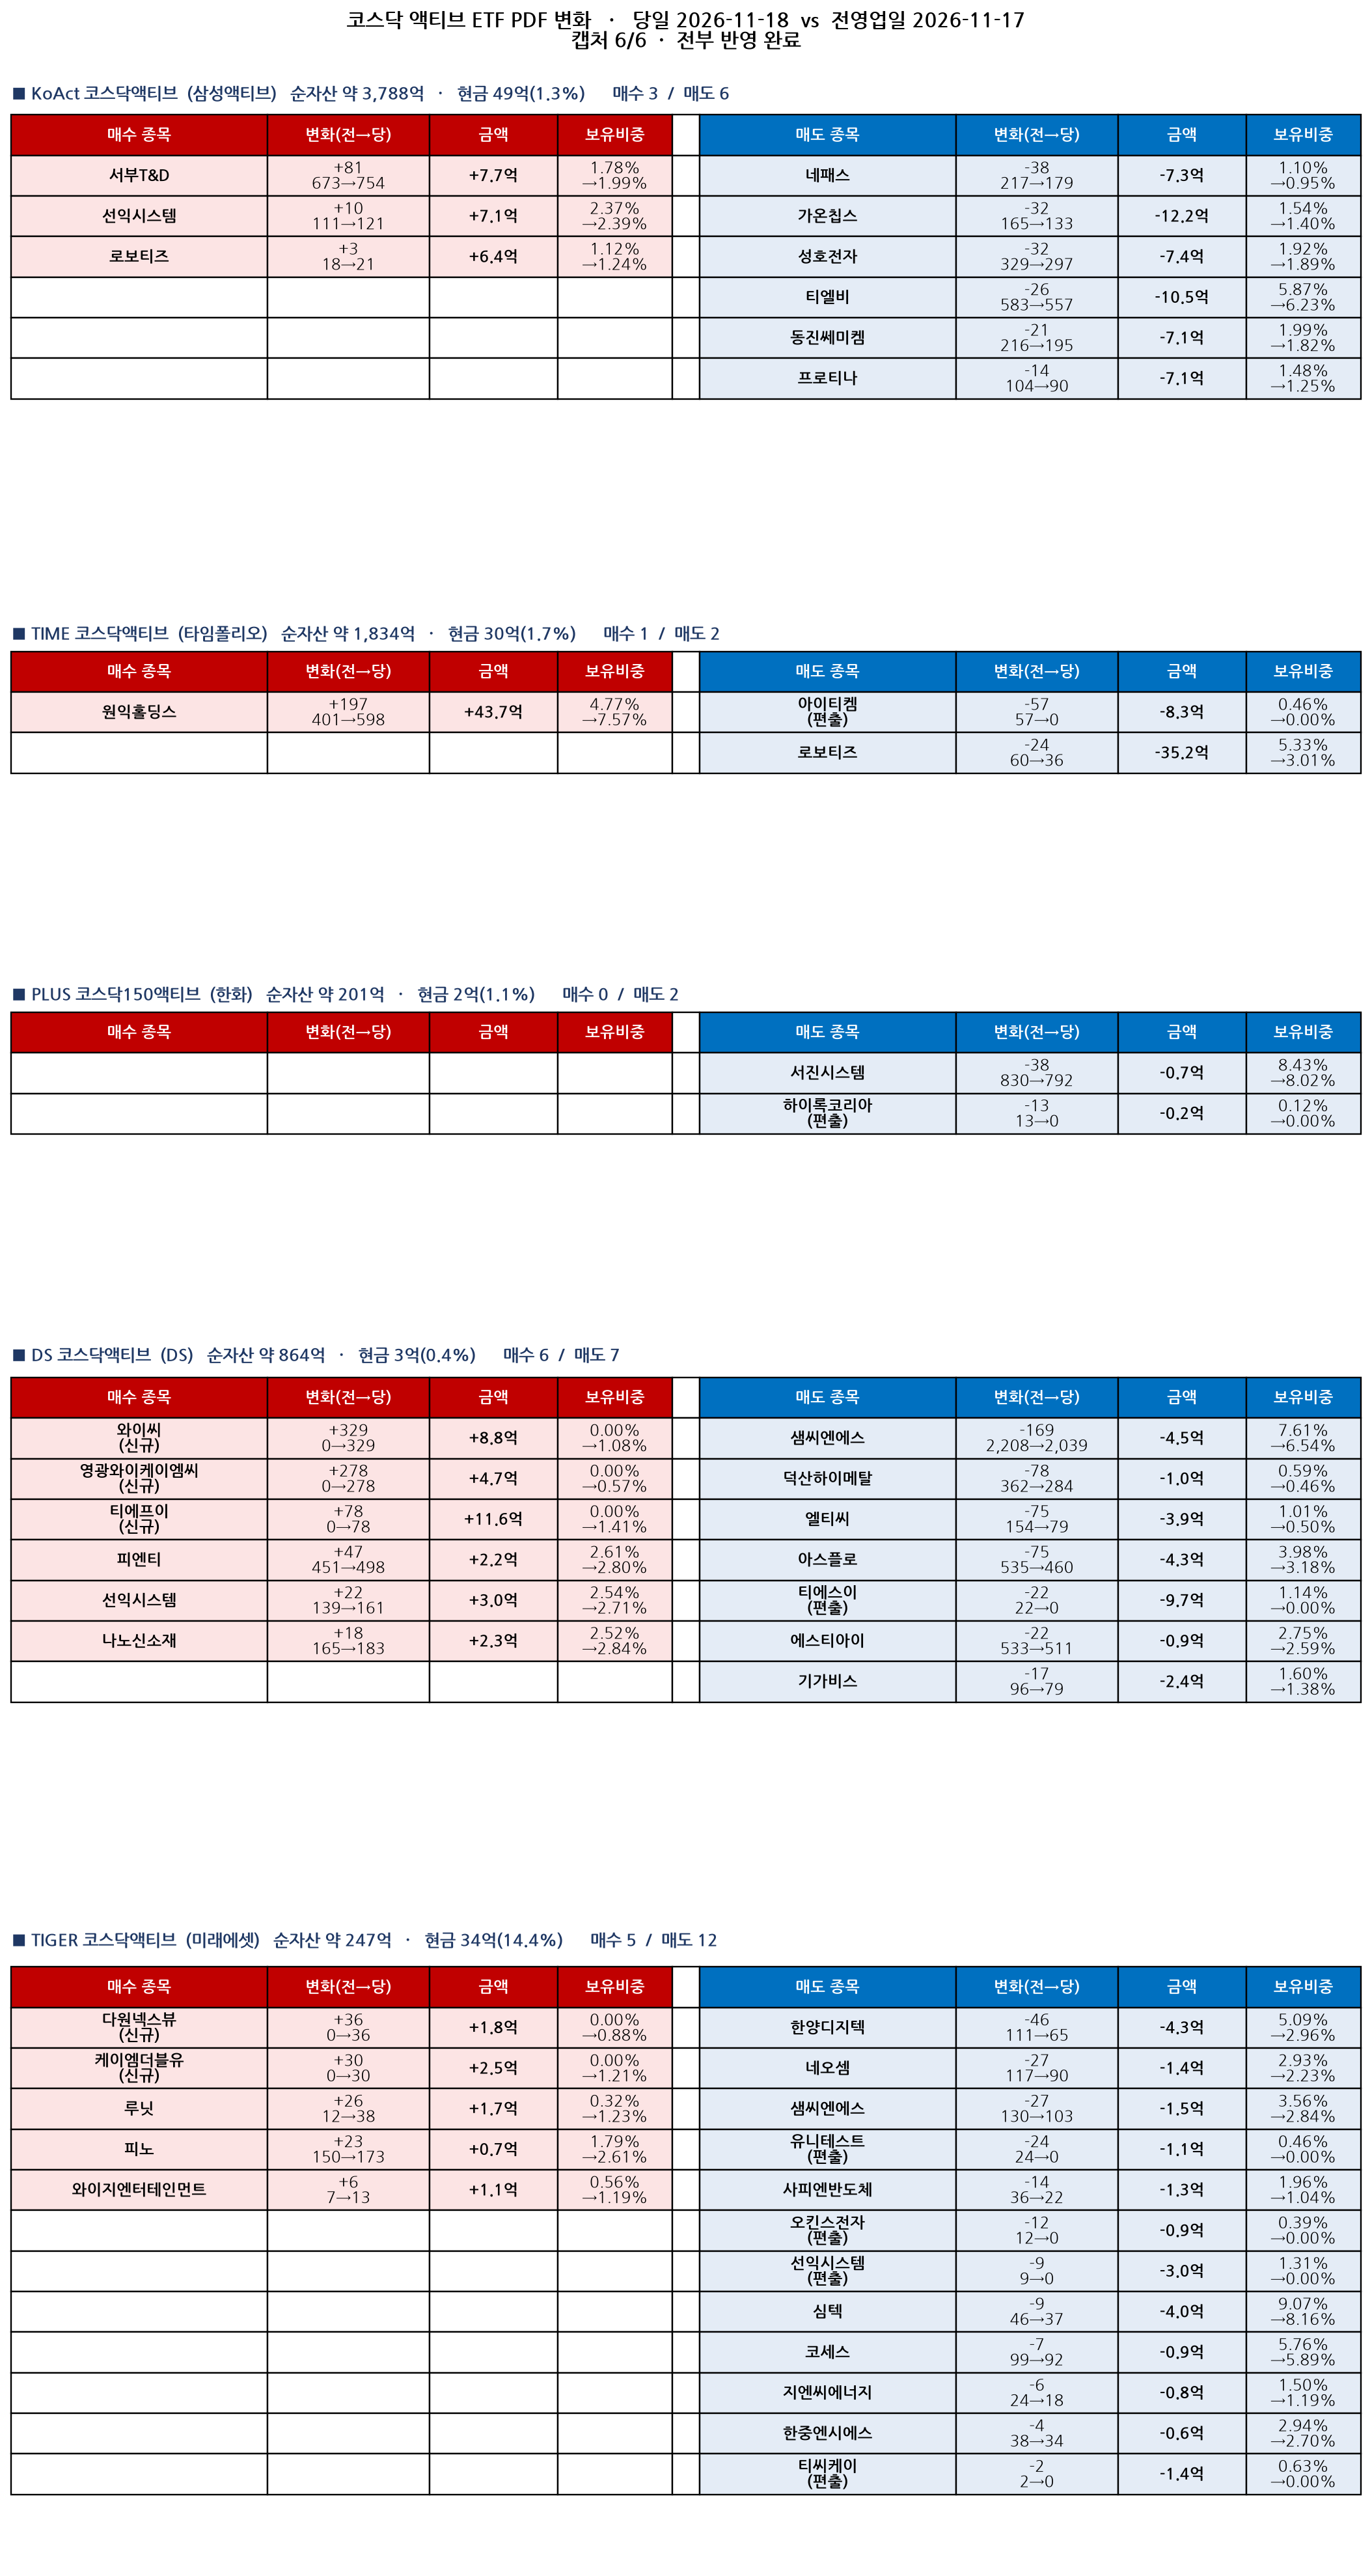 코스닥 액티브 ETF PDF 변화 · 당일 2026-11-18 vs 전영업일 2026-11-17
캡처 6/6 · 전부 반영 완료
■ KoAct 코스닥액티브 (삼성액티브) 순자산 약 3,788억 · 현금 49억(1.3%) 매수 3 / 매도 6
매수 종목 변화(전→당) 금액 보유비중 매도 종목 변화(전→당) 금액 보유비중
서부T&D +81 673→754 +7.7억 1.78% →1.99% 네패스 -38 217→179 -7.3억 1.10% →0.95%
선익시스템 +10 111→121 +7.1억 2.37% →2.39% 가온칩스 -32 165→133 -12.2억 1.54% →1.40%
로보티즈 +3 18→21 +6.4억 1.12% →1.24% 성호전자 -32 329→297 -7.4억 1.92% →1.89%
티엘비 -26 583→557 -10.5억 5.87% →6.23%
동진쎄미켐 -21 216→195 -7.1억 1.99% →1.82%
프로티나 -14 104→90 -7.1억 1.48% →1.25%
■ TIME 코스닥액티브 (타임폴리오) 순자산 약 1,834억 · 현금 30억(1.7%) 매수 1 / 매도 2
매수 종목 변화(전→당) 금액 보유비중 매도 종목 변화(전→당) 금액 보유비중
원익홀딩스 +197 401→598 +43.7억 4.77% →7.57% 아이티켐 (편출) -57 57→0 -8.3억 0.46% →0.00%
로보티즈 -24 60→36 -35.2억 5.33% →3.01%
■ PLUS 코스닥150액티브 (한화) 순자산 약 201억 · 현금 2억(1.1%) 매수 0 / 매도 2
매수 종목 변화(전→당) 금액 보유비중 매도 종목 변화(전→당) 금액 보유비중
서진시스템 -38 830→792 -0.7억 8.43% →8.02%
하이록코리아 (편출) -13 13→0 -0.2억 0.12% →0.00%
■ DS 코스닥액티브 (DS) 순자산 약 864억 · 현금 3억(0.4%) 매수 6 / 매도 7
매수 종목 변화(전→당) 금액 보유비중 매도 종목 변화(전→당) 금액 보유비중
와이씨 (신규) +329 0→329 +8.8억 0.00% →1.08% 샘씨엔에스 -169 2,208→2,039 -4.5억 7.61% →6.54%
영광와이케이엠씨 (신규) +278 0→278 +4.7억 0.00% →0.57% 덕산하이메탈 -78 362→284 -1.0억 0.59% →0.46%
티에프이 (신규) +78 0→78 +11.6억 0.00% →1.41% 엘티씨 -75 154→79 -3.9억 1.01% →0.50%
피엔티 +47 451→498 +2.2억 2.61% →2.80% 아스플로 -75 535→460 -4.3억 3.98% →3.18%
선익시스템 +22 139→161 +3.0억 2.54% →2.71% 티에스이 (편출) -22 22→0 -9.7억 1.14% →0.00%
나노신소재 +18 165→183 +2.3억 2.52% →2.84% 에스티아이 -22 533→511 -0.9억 2.75% →2.59%
기가비스 -17 96→79 -2.4억 1.60% →1.38%
■ TIGER 코스닥액티브 (미래에셋) 순자산 약 247억 · 현금 34억(14.4%) 매수 5 / 매도 12
매수 종목 변화(전→당) 금액 보유비중 매도 종목 변화(전→당) 금액 보유비중
다원넥스뷰 (신규) +36 0→36 +1.8억 0.00% →0.88% 한양디지텍 -46 111→65 -4.3억 5.09% →2.96%
케이엠더블유 (신규) +30 0→30 +2.5억 0.00% →1.21% 네오셈 -27 117→90 -1.4억 2.93% →2.23%
루닛 +26 12→38 +1.7억 0.32% →1.23% 샘씨엔에스 -27 130→103 -1.5억 3.56% →2.84%
피노 +23 150→173 +0.7억 1.79% →2.61% 유니테스트 (편출) -24 24→0 -1.1억 0.46% →0.00%
와이지엔터테인먼트 +6 7→13 +1.1억 0.56% →1.19% 사피엔반도체 -14 36→22 -1.3억 1.96% →1.04%
오킨스전자 (편출) -12 12→0 -0.9억 0.39% →0.00%
선익시스템 (편출) -9 9→0 -3.0억 1.31% →0.00%
심텍 -9 46→37 -4.0억 9.07% →8.16%
코세스 -7 99→92 -0.9억 5.76% →5.89%
지엔씨에너지 -6 24→18 -0.8억 1.50% →1.19%
한중엔시에스 -4 38→34 -0.6억 2.94% →2.70%
티씨케이 (편출) -2 2→0 -1.4억 0.63% →0.00%